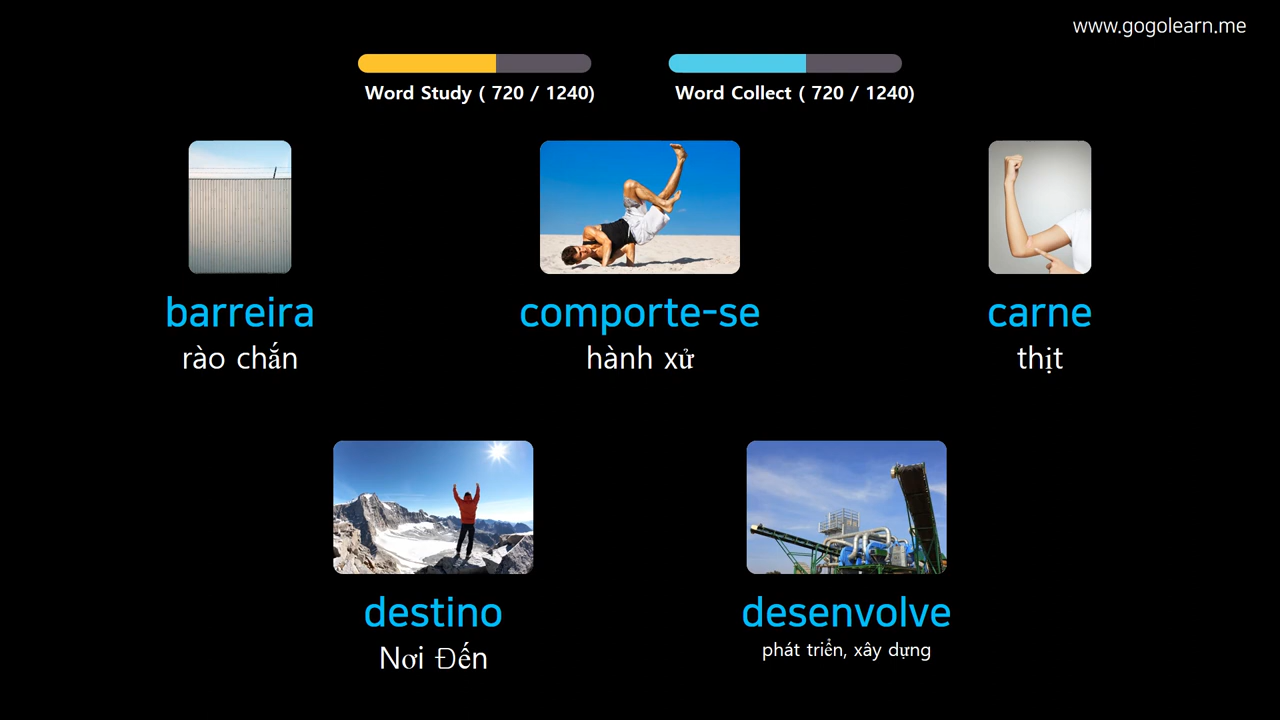 www.gogolearn.me
Word Study ( 720 / 1240)
Word Collect ( 720 / 1240)
barreira
rào chắn
comporte-se
hành xử
carne
thịt
destino
Nơi Đến
desenvolve
phát triển, xây dựng